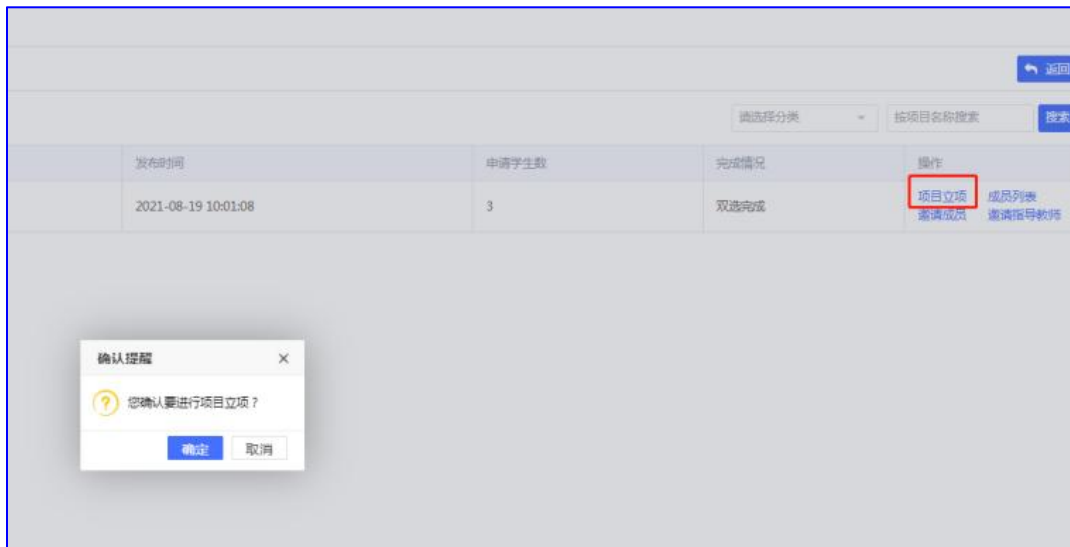 返回
请选择分类 按项目名称搜索 搜索
发布时间 申请学生数 完成情况 操作
2021-08-19 10:01:08 3 双选完成 项目立项 成员列表
邀请成员 邀请指导教师
确认提醒 ×
您确认要进行项目立项？
确定 取消